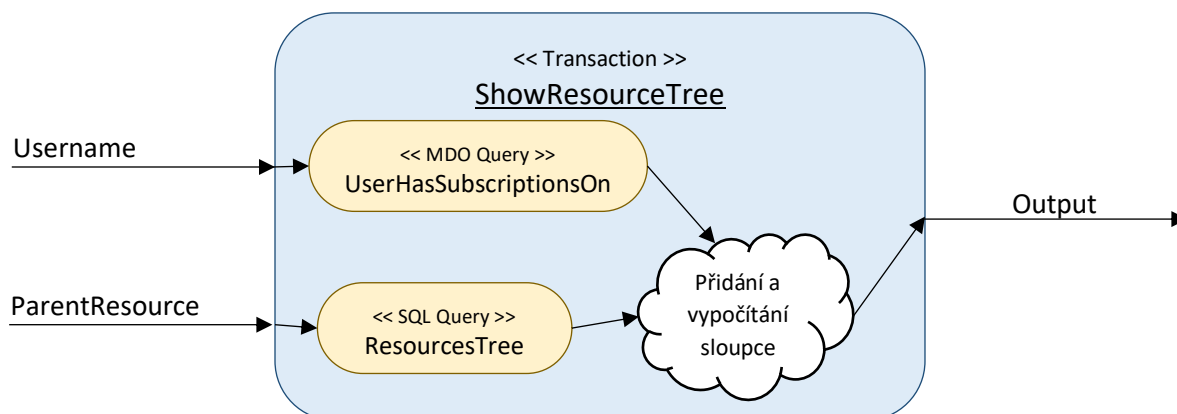 << Transaction >>
ShowResourceTree
Username
<< MDO Query >>
UserHasSubscriptionsOn
Output
ParentResource
<< SQL Query >>
ResourcesTree
Přidání a
vypočítání
sloupce